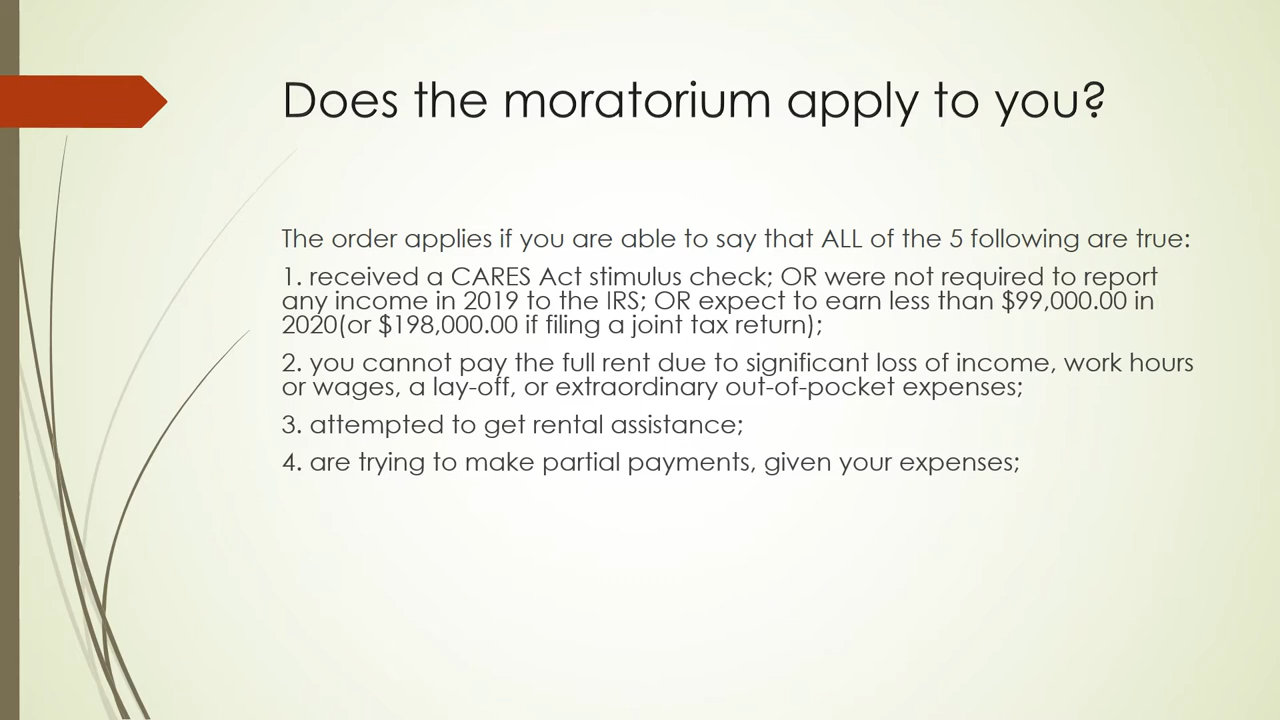 Does the moratorium apply to you?
The order applies if you are able to say that ALL of the 5 following are true:
1. received a CARES Act stimulus check; OR were not required to report
any income in 2019 to the IRS; OR expect to earn less than $99,000.00 in
2020(or $198,000.00 if filing a joint tax return);
2. you cannot pay the full rent due to significant loss of income, work hours
or wages, a lay-off, or extraordinary out-of-pocket expenses;
3. attempted to get rental assistance;
4. are trying to make partial payments, given your expenses;